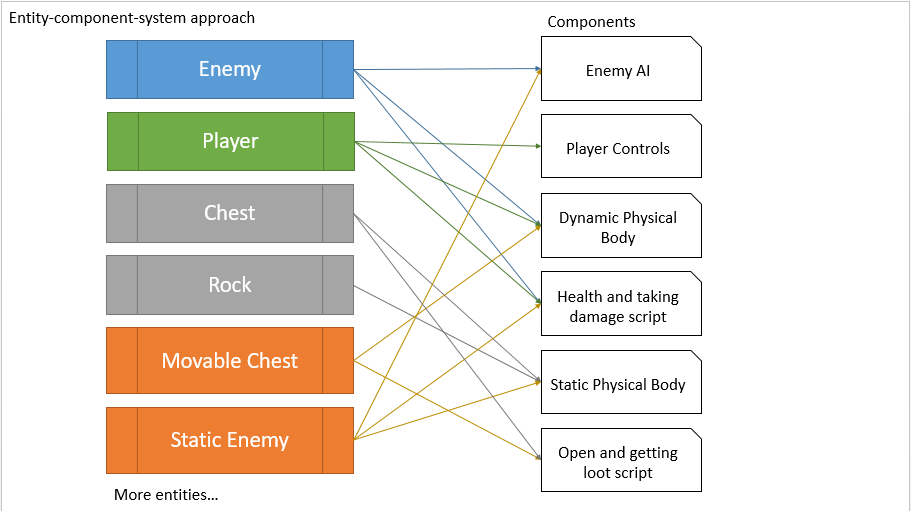 Entity-component-system approach
Components
Enemy
Player
Chest
Rock
Movable Chest
Static Enemy
More entities...
Enemy AI
Player Controls
Dynamic Physical
Body
Health and taking
damage script
Static Physical Body
Open and getting
loot script